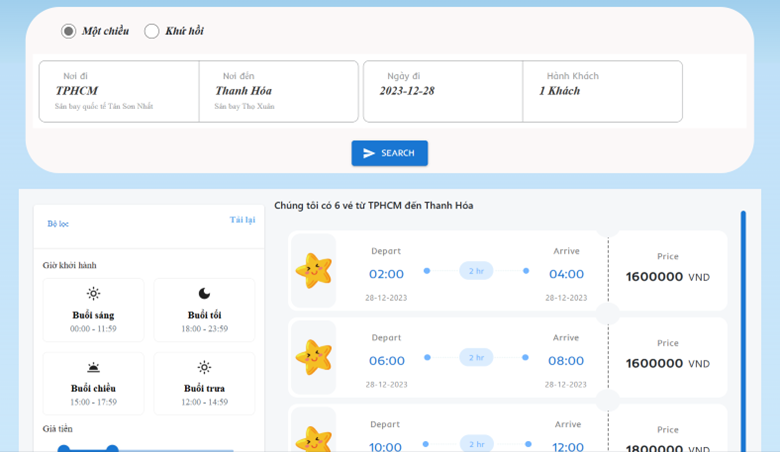 Một chiều
Khứ hồi
Nơi đi
TPHCM
Sân bay quốc tế Tân Sơn Nhất
Nơi đến
Thanh Hóa
Sân bay Thọ Xuân
Ngày đi
2023-12-28
Hành Khách
1 Khách
SEARCH
Bộ lọc
Tải lại
Giờ khởi hành
Buổi sáng
00:00 - 11:59
Buổi tối
18:00 - 23:59
Buổi chiều
15:00 - 17:59
Buổi trưa
12:00 - 14:59
Giá tiền
Chúng tôi có 6 vé từ TPHCM đến Thanh Hóa
Depart
02:00
28-12-2023
2 hr
Arrive
04:00
28-12-2023
Price
1600000 VND
Depart
06:00
28-12-2023
2 hr
Arrive
08:00
28-12-2023
Price
1600000 VND
Depart
10:00
2 hr
Arrive
12:00
Price
1800000 VND